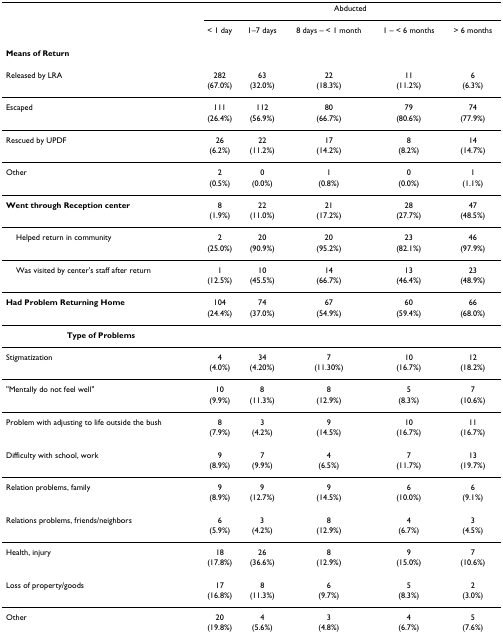 Abducted
< 1 day 1–7 days 8 days – < 1 month 1 – < 6 months > 6 months
Means of Return
Released by LRA 282 63 22 11 6
(67.0%) (32.0%) (18.3%) (11.2%) (6.3%)
Escaped 111 112 80 79 74
(26.4%) (56.9%) (66.7%) (80.6%) (77.9%)
Rescued by UPDF 26 22 17 8 14
(6.2%) (11.2%) (14.2%) (8.2%) (14.7%)
Other 2 0 1 0 1
(0.5%) (0.0%) (0.8%) (0.0%) (1.1%)
Went through Reception center 8 22 21 28 47
(1.9%) (11.0%) (17.2%) (27.7%) (48.5%)
Helped return in community 2 20 20 23 46
(25.0%) (90.9%) (95.2%) (82.1%) (97.9%)
Was visited by center's staff after return 1 10 14 13 23
(12.5%) (45.5%) (66.7%) (46.4%) (48.9%)
Had Problem Returning Home 104 74 67 60 66
(24.4%) (37.0%) (54.9%) (59.4%) (68.0%)
Type of Problems
Stigmatization 4 34 7 10 12
(4.0%) (4.20%) (11.30%) (16.7%) (18.2%)
"Mentally do not feel well" 10 8 8 5 7
(9.9%) (11.3%) (12.9%) (8.3%) (10.6%)
Problem with adjusting to life outside the bush 8 3 9 10 11
(7.9%) (4.2%) (14.5%) (16.7%) (16.7%)
Difficulty with school, work 9 7 4 7 13
(8.9%) (9.9%) (6.5%) (11.7%) (19.7%)
Relation problems, family 9 9 9 6 6
(8.9%) (12.7%) (14.5%) (10.0%) (9.1%)
Relations problems, friends/neighbors 6 3 8 4 3
(5.9%) (4.2%) (12.9%) (6.7%) (4.5%)
Health, injury 18 26 8 9 7
(17.8%) (36.6%) (12.9%) (15.0%) (10.6%)
Loss of property/goods 17 8 6 5 2
(16.8%) (11.3%) (9.7%) (8.3%) (3.0%)
Other 20 4 3 4 5
(19.8%) (5.6%) (4.8%) (6.7%) (7.6%)